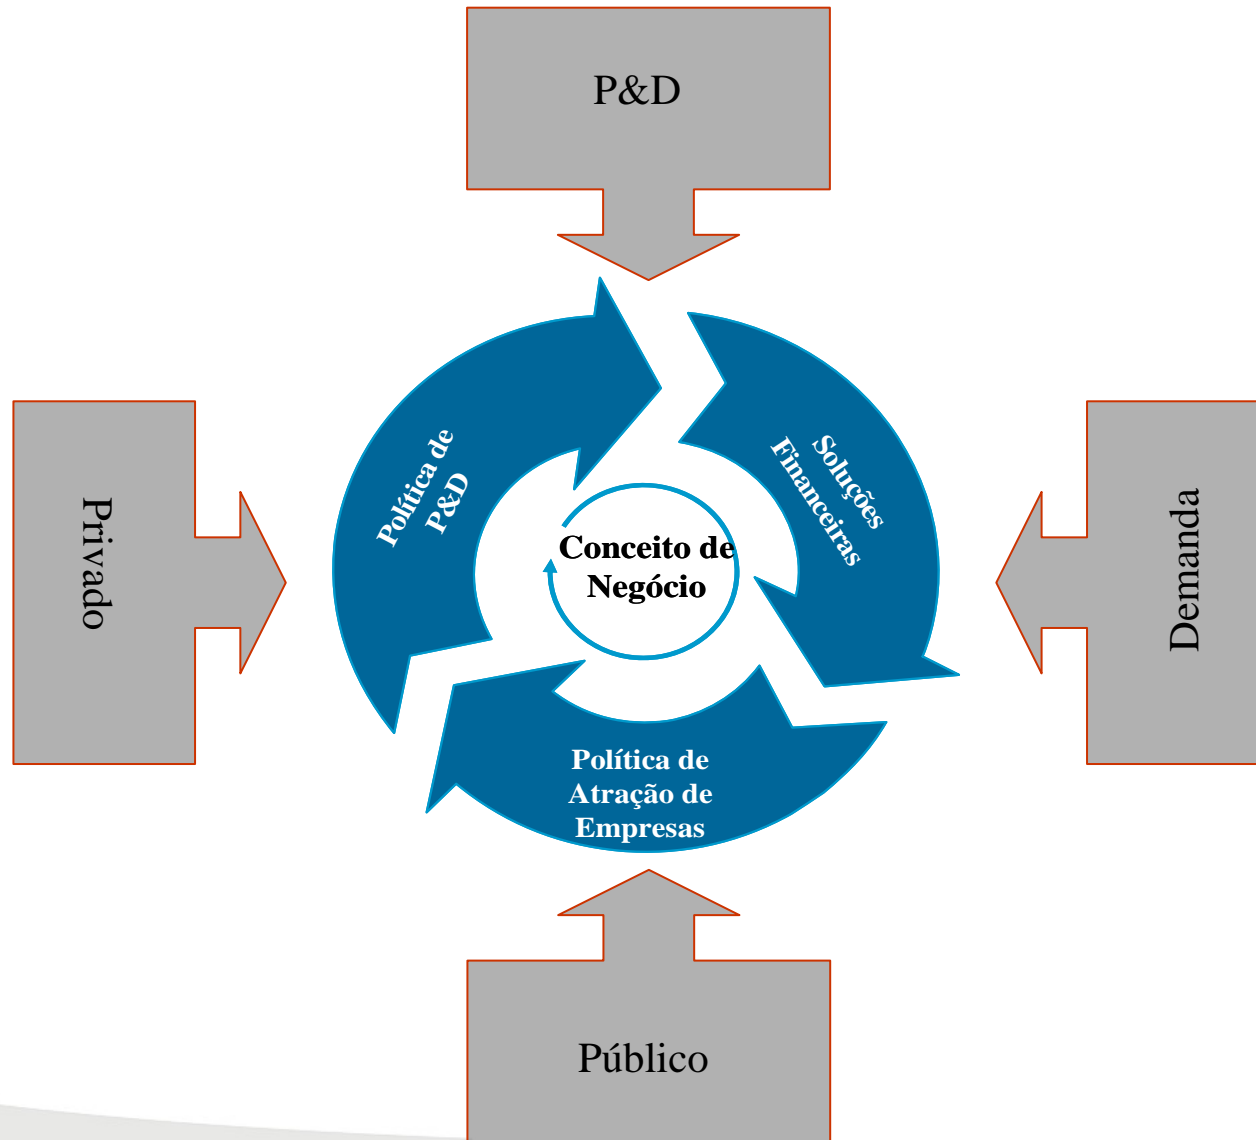 P&D
Política de
P&D
Soluções
Financeiras
Privado
Conceito de
Negócio
Demanda
Política de
Atração de
Empresas
Público